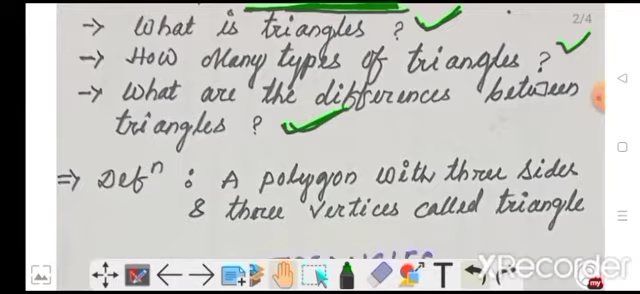 2/4
→ What is triangles ?
→ How Many types of triangles ?
→ What are the differences between
triangles ?
⇒ Defⁿ : A polygon with three sides
& three vertices called triangle
T
XRecorder
my